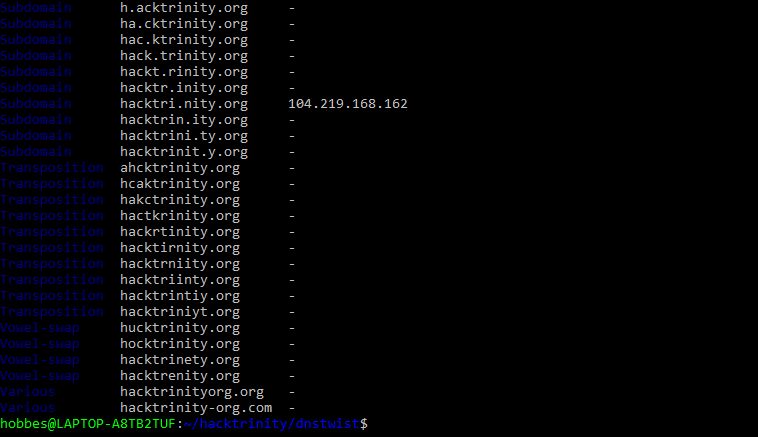 Subdomain h.acktrinity.org -
Subdomain ha.cktrinity.org -
Subdomain hac.ktrinity.org -
Subdomain hack.trinity.org -
Subdomain hackt.rinity.org -
Subdomain hacktr.inity.org -
Subdomain hacktri.nity.org 104.219.168.162
Subdomain hacktrin.ity.org -
Subdomain hacktrini.ty.org -
Subdomain hacktrinit.y.org -
Transposition ahcktrinity.org -
Transposition hcaktrinity.org -
Transposition hakctrinity.org -
Transposition hactkrinity.org -
Transposition hackrtinity.org -
Transposition hacktirnity.org -
Transposition hacktrniity.org -
Transposition hacktriinty.org -
Transposition hacktrintiy.org -
Transposition hacktriniyt.org -
Vowel-swap hucktrinity.org -
Vowel-swap hocktrinity.org -
Vowel-swap hacktrinety.org -
Vowel-swap hacktrenity.org -
Various hacktrinityorg.org -
Various hacktrinity-org.com -
hobbes@LAPTOP-A8TB2TUF:~/hacktrinity/dnstwist$